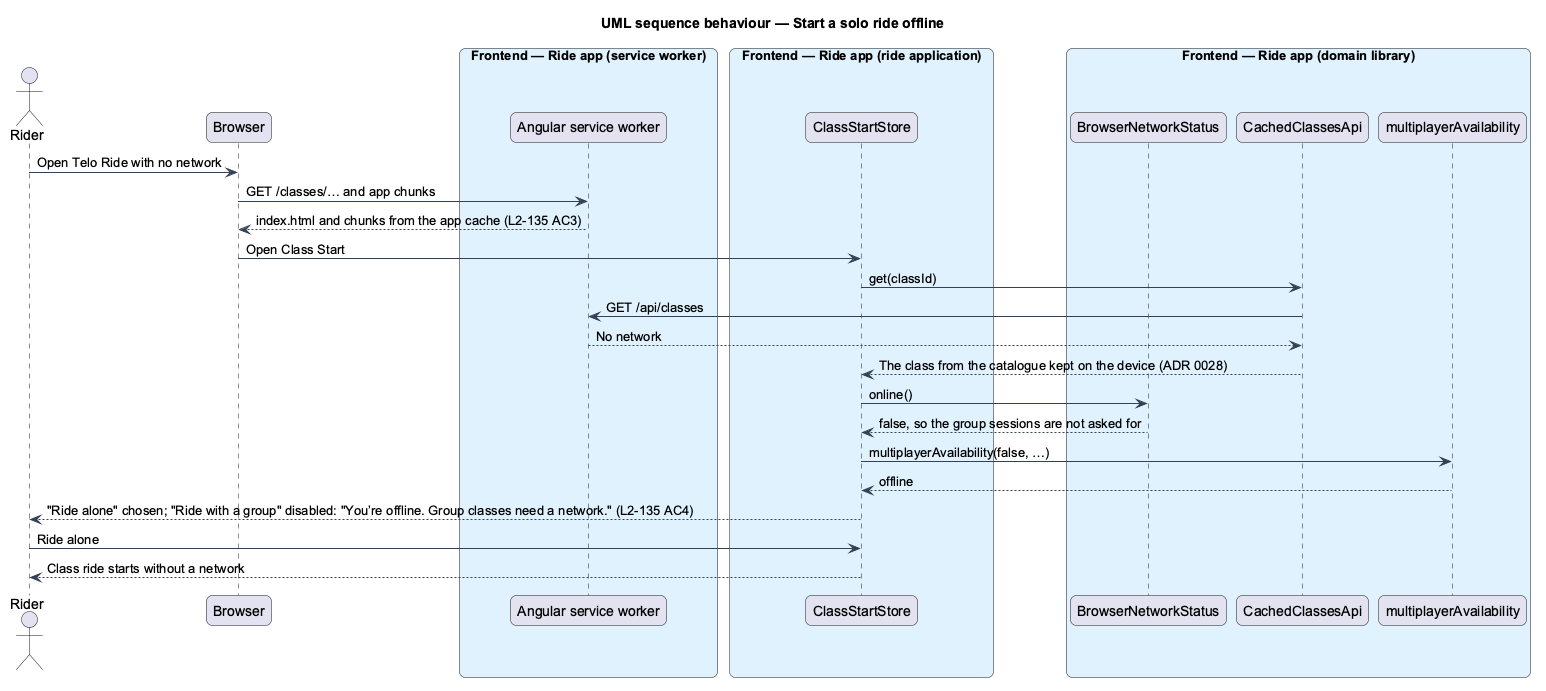 UML sequence behaviour — Start a solo ride offline
Frontend — Ride app (service worker)
Frontend — Ride app (ride application)
Frontend — Ride app (domain library)
Rider
Browser
Angular service worker
ClassStartStore
BrowserNetworkStatus
CachedClassesApi
multiplayerAvailability
Open Telo Ride with no network
GET /classes/… and app chunks
index.html and chunks from the app cache (L2-135 AC3)
Open Class Start
get(classId)
GET /api/classes
No network
The class from the catalogue kept on the device (ADR 0028)
online()
false, so the group sessions are not asked for
multiplayerAvailability(false, …)
offline
"Ride alone" chosen; "Ride with a group" disabled: "You're offline. Group classes need a network." (L2-135 AC4)
Ride alone
Class ride starts without a network
Rider
Browser
Angular service worker
ClassStartStore
BrowserNetworkStatus
CachedClassesApi
multiplayerAvailability